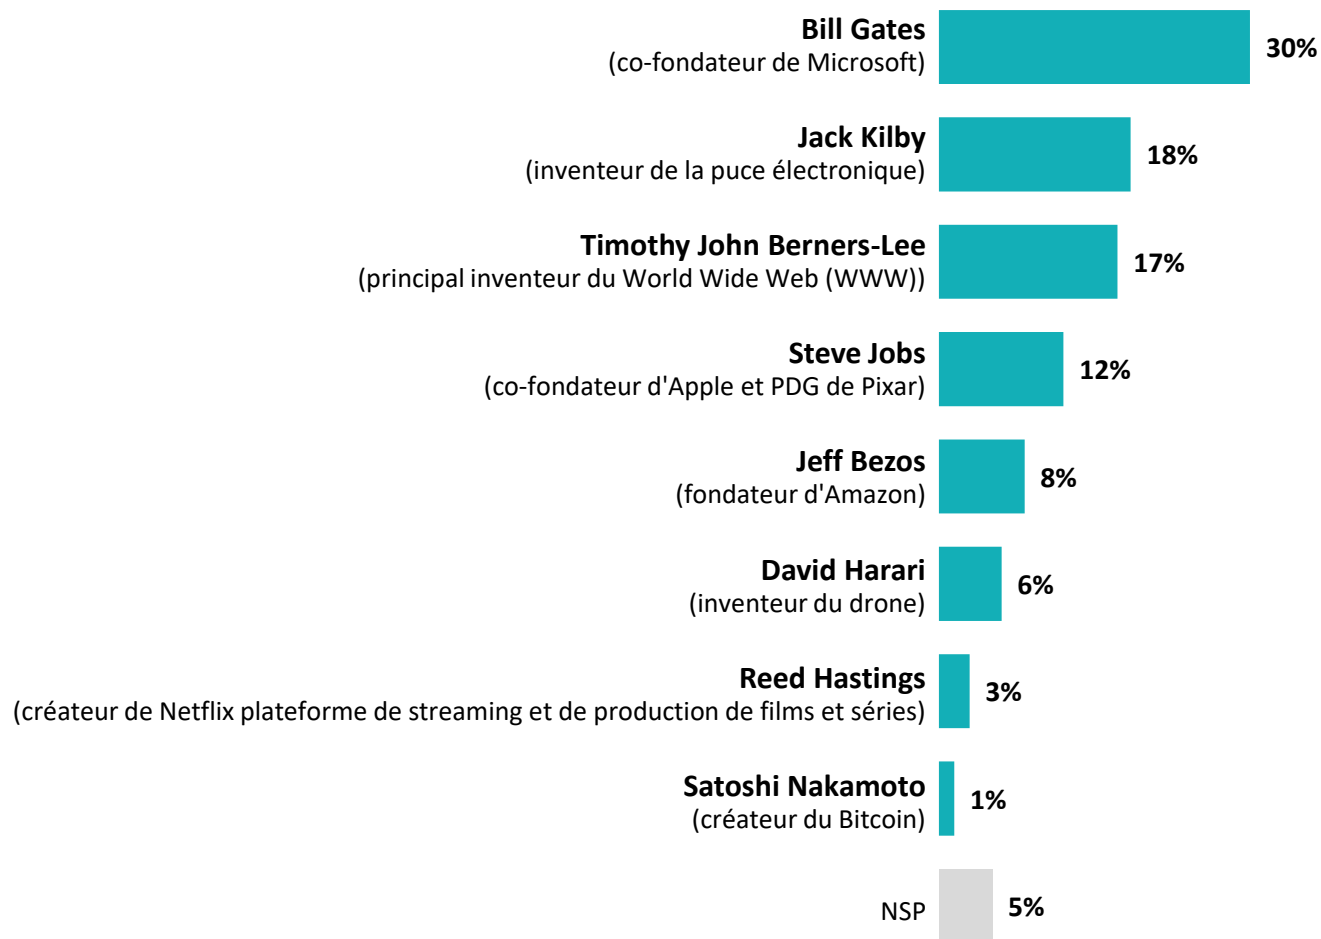 Bill Gates
(co-fondateur de Microsoft)
30%
Jack Kilby
(inventeur de la puce électronique)
18%
Timothy John Berners-Lee
(principal inventeur du World Wide Web (WWW))
17%
Steve Jobs
(co-fondateur d'Apple et PDG de Pixar)
12%
Jeff Bezos
(fondateur d'Amazon)
8%
David Harari
(inventeur du drone)
6%
Reed Hastings
(créateur de Netflix plateforme de streaming et de production de films et séries)
3%
Satoshi Nakamoto
(créateur du Bitcoin)
1%
NSP
5%